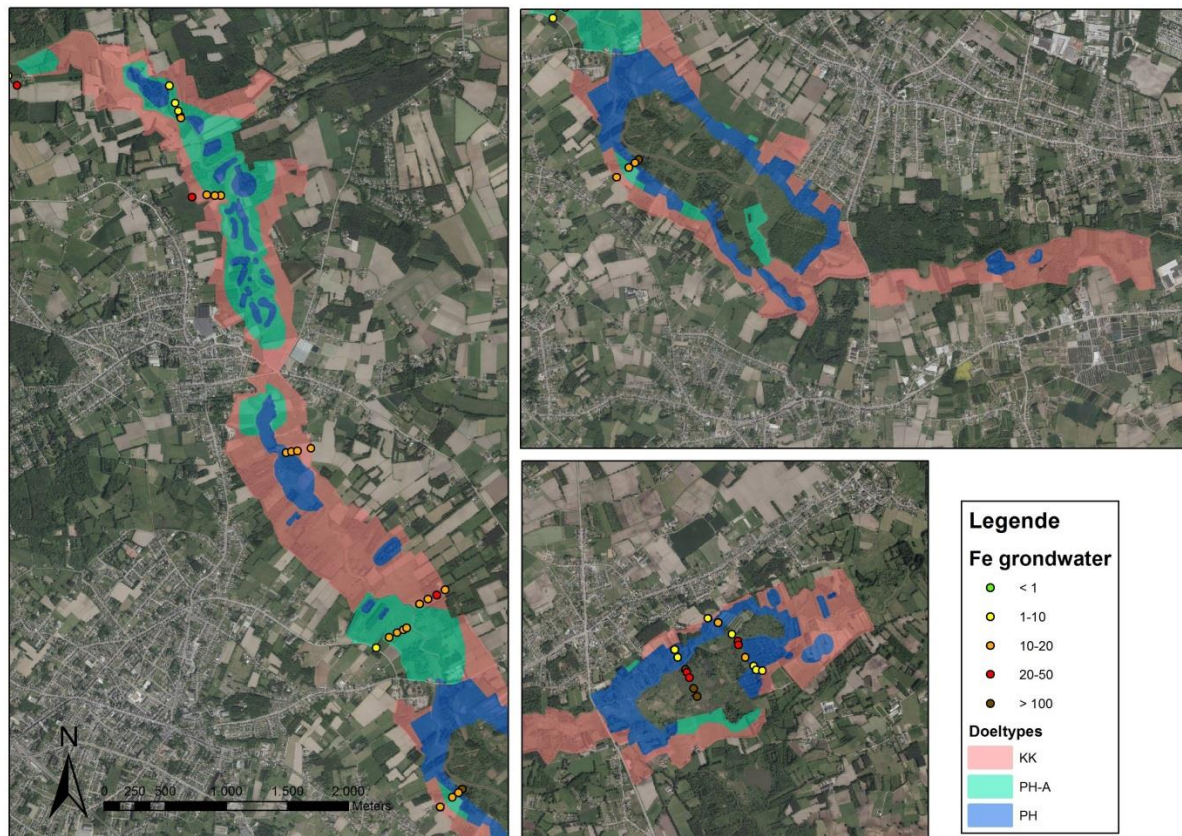 N
0 250 500 1 000 1 500 2 000
Meters
Legende
Fe grondwater
< 1
1-10
10-20
20-50
> 100
Doeltypes
KK
PH-A
PH